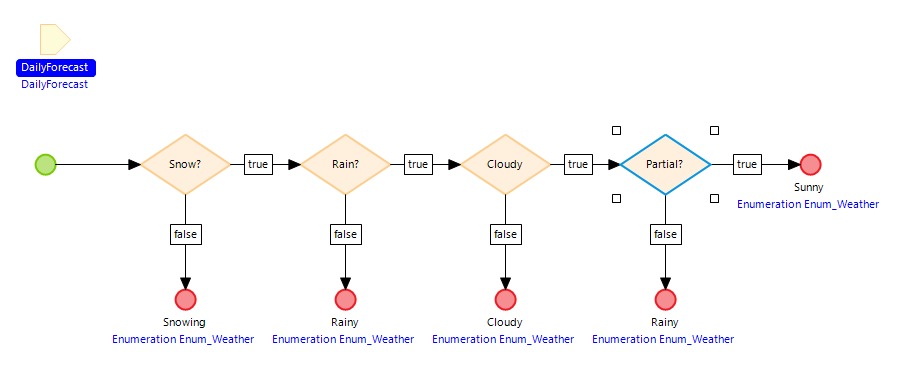 DailyForecast
DailyForecast
Snow?
true
Rain?
true
Cloudy
true
Partial?
true
Sunny
Enumeration Enum_Weather
false
false
false
false
Snowing
Enumeration Enum_Weather
Rainy
Enumeration Enum_Weather
Cloudy
Enumeration Enum_Weather
Rainy
Enumeration Enum_Weather